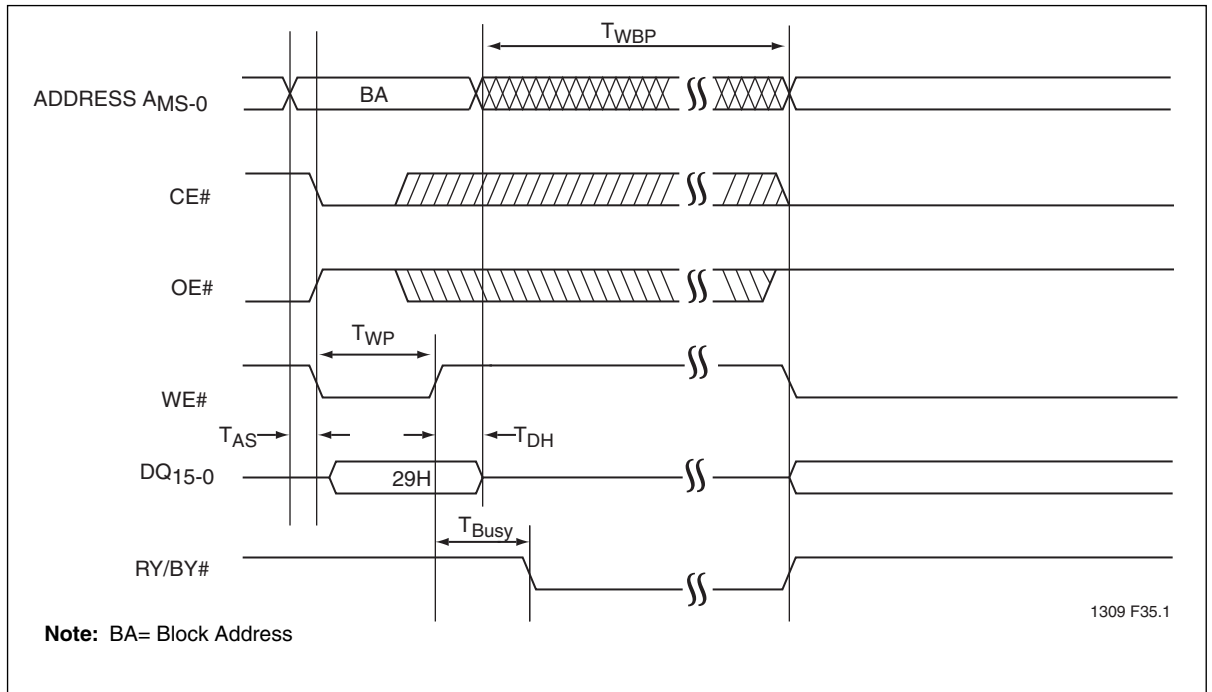 TWBP
ADDRESS AMS-0
BA
CE#
OE#
TWP
WE#
TAS
TDH
DQ15-0
29H
TBusy
RY/BY#
1309 F35.1
Note: BA= Block Address